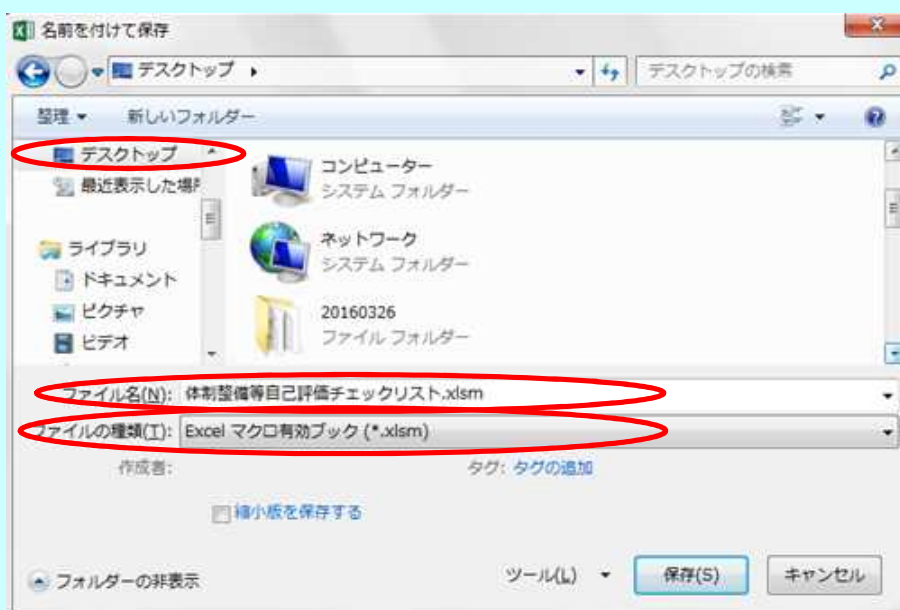 名前を付けて保存
デスクトップ
デスクトップの検索
整理
新しいフォルダー
デスクトップ
最近表示した場所
ライブラリ
ドキュメント
ピクチャ
ビデオ
コンピューター
システム フォルダー
ネットワーク
システム フォルダー
20160326
ファイル フォルダー
ファイル名(N): 体制整備等自己評価チェックリスト.xlsm
ファイルの種類(T): Excel マクロ有効ブック (*.xlsm)
作成者:
タグ: タグの追加
縮小版を保存する
フォルダーの非表示
ツール(L)
保存(S)
キャンセル